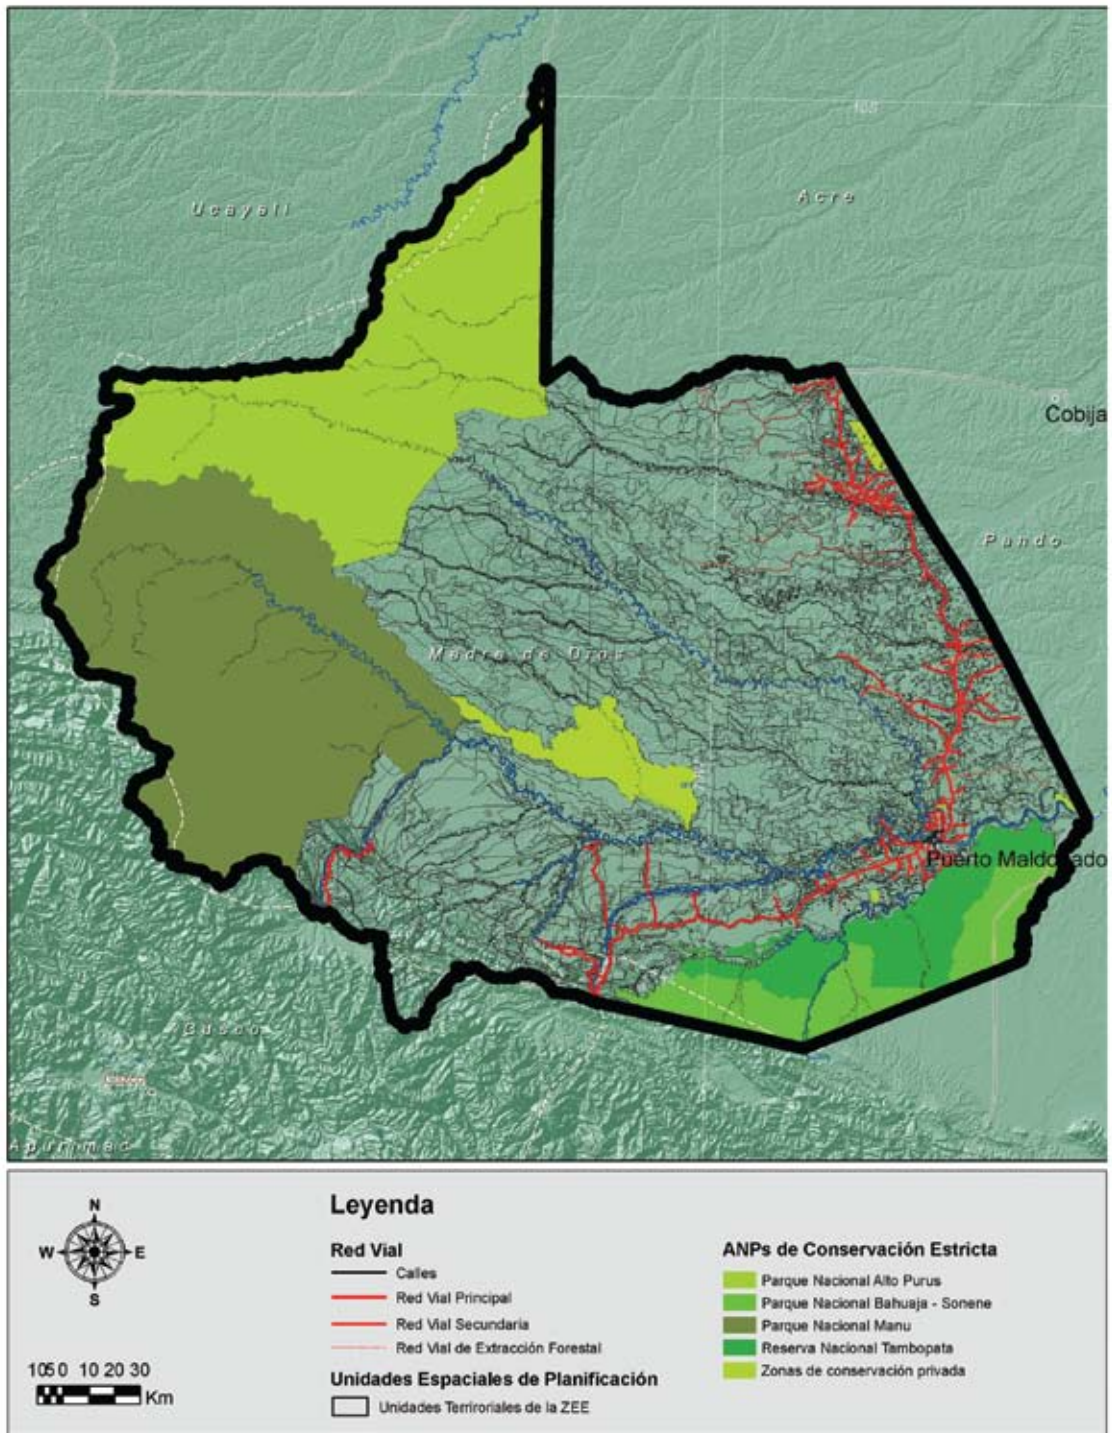 108
Ucayali
Acre
Cobija
Pando
Madre de Dios
Puerto Maldonado
Cusco
Cusco
Apurimac
Leyenda
N
W
E
S
Red Vial
Calles
Red Vial Principal
Red Vial Secundaria
Red Vial de Extracción Forestal
Unidades Espaciales de Planificación
Unidades Terriroriales de la ZEE
ANPs de Conservación Estricta
Parque Nacional Alto Purus
Parque Nacional Bahuaja - Sonene
Parque Nacional Manu
Reserva Nacional Tambopata
Zonas de conservación privada
1050 10 20 30
Km